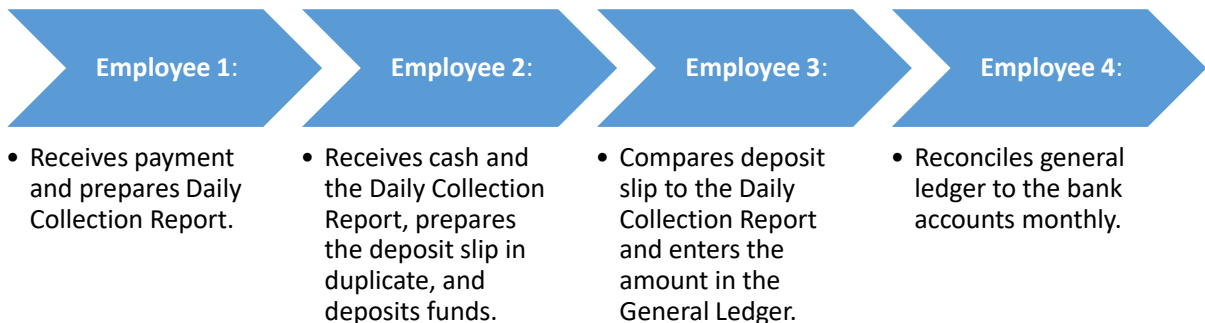 Employee 1:
Employee 2:
Employee 3:
Employee 4:
• Receives payment
and prepares Daily
Collection Report.
• Receives cash and
the Daily Collection
Report, prepares
the deposit slip in
duplicate, and
deposits funds.
• Compares deposit
slip to the Daily
Collection Report
and enters the
amount in the
General Ledger.
• Reconciles general
ledger to the bank
accounts monthly.